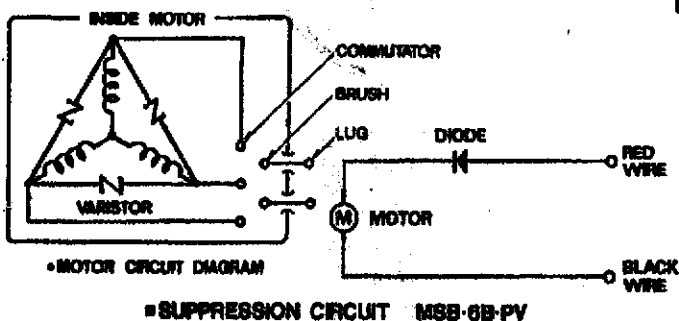 INSIDE MOTOR
COMMUTATOR
BRUSH
LUG
DIODE
RED
WIRE
VARISTOR
M
MOTOR
•MOTOR CIRCUIT DIAGRAM
BLACK
WIRE
■SUPPRESSION CIRCUIT MSB·6B·PV